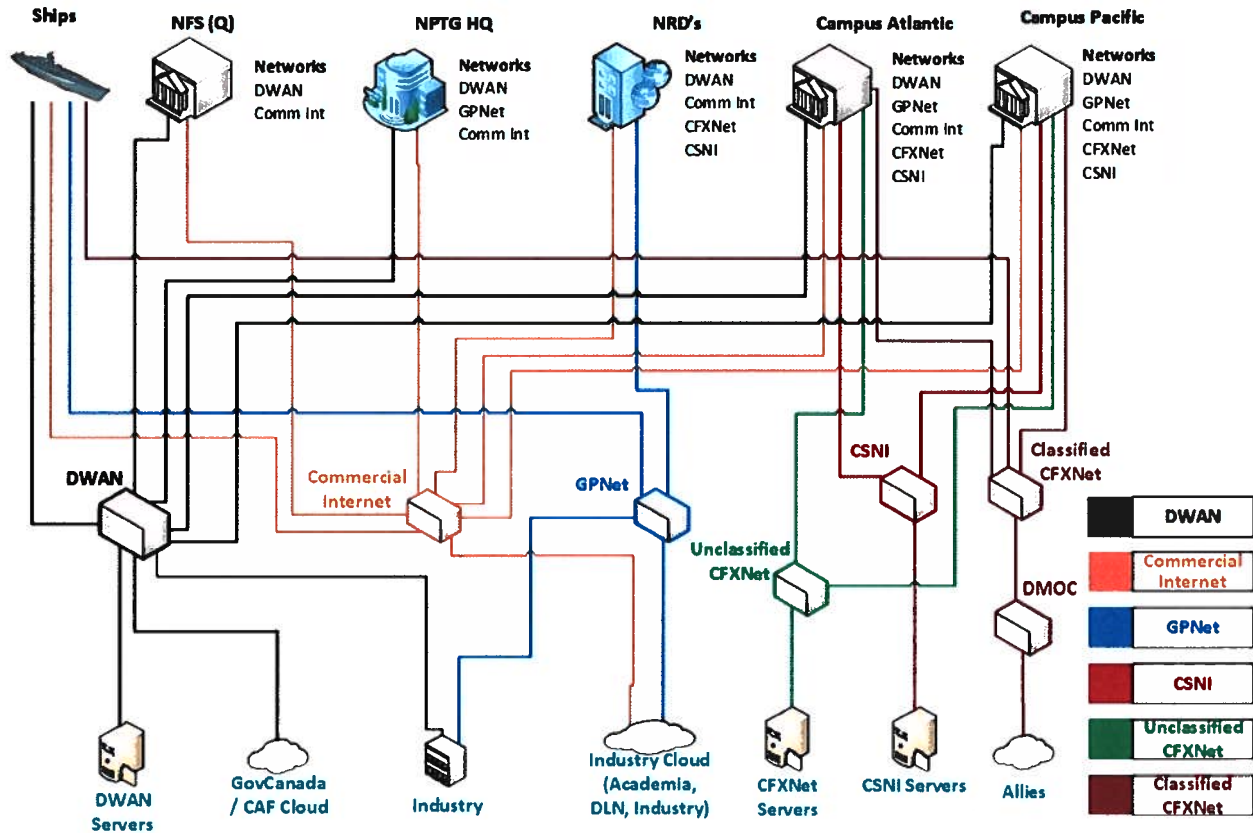 Ships
NFS (Q)
Networks
DWAN
Comm Int
NPTG HQ
Networks
DWAN
GPNet
Comm Int
NRD's
Networks
DWAN
Comm Int
CFXNet
CSNI
Campus Atlantic
Networks
DWAN
GPNet
Comm Int
CFXNet
CSNI
Campus Pacific
Networks
DWAN
GPNet
Comm Int
CFXNet
CSNI
DWAN
Commercial
Internet
GPNet
CSNI
Classified
CFXNet
Unclassified
CFXNet
DMOC
DWAN
Commercial
Internet
GPNet
CSNI
Unclassified
CFXNet
Classified
CFXNet
DWAN
Servers
GovCanada
/ CAF Cloud
Industry
Industry Cloud
(Academia,
DLN, Industry)
CFXNet
Servers
CSNI Servers
Allies